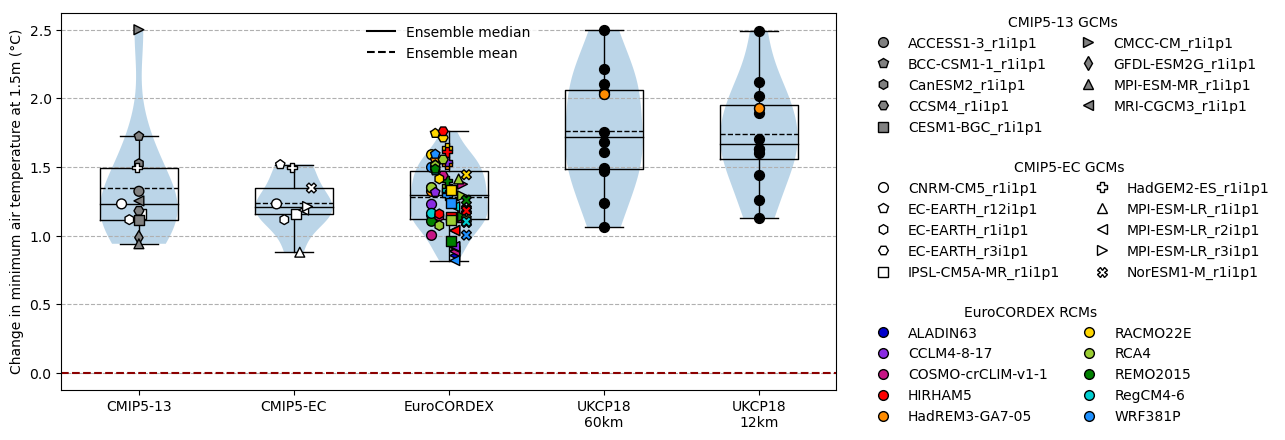 Change in minimum air temperature at 1.5m (°C)
2.5
2.0
1.5
1.0
0.5
0.0
Ensemble median
Ensemble mean
CMIP5-13
CMIP5-EC
EuroCORDEX
UKCP18
60km
UKCP18
12km
CMIP5-13 GCMs
ACCESS1-3_r1i1p1
BCC-CSM1-1_r1i1p1
CanESM2_r1i1p1
CCSM4_r1i1p1
CESM1-BGC_r1i1p1
CMCC-CM_r1i1p1
GFDL-ESM2G_r1i1p1
MPI-ESM-MR_r1i1p1
MRI-CGCM3_r1i1p1
CMIP5-EC GCMs
CNRM-CM5_r1i1p1
EC-EARTH_r12i1p1
EC-EARTH_r1i1p1
EC-EARTH_r3i1p1
IPSL-CM5A-MR_r1i1p1
HadGEM2-ES_r1i1p1
MPI-ESM-LR_r1i1p1
MPI-ESM-LR_r2i1p1
MPI-ESM-LR_r3i1p1
NorESM1-M_r1i1p1
EuroCORDEX RCMs
ALADIN63
CCLM4-8-17
COSMO-crCLIM-v1-1
HIRHAM5
HadREM3-GA7-05
RACMO22E
RCA4
REMO2015
RegCM4-6
WRF381P